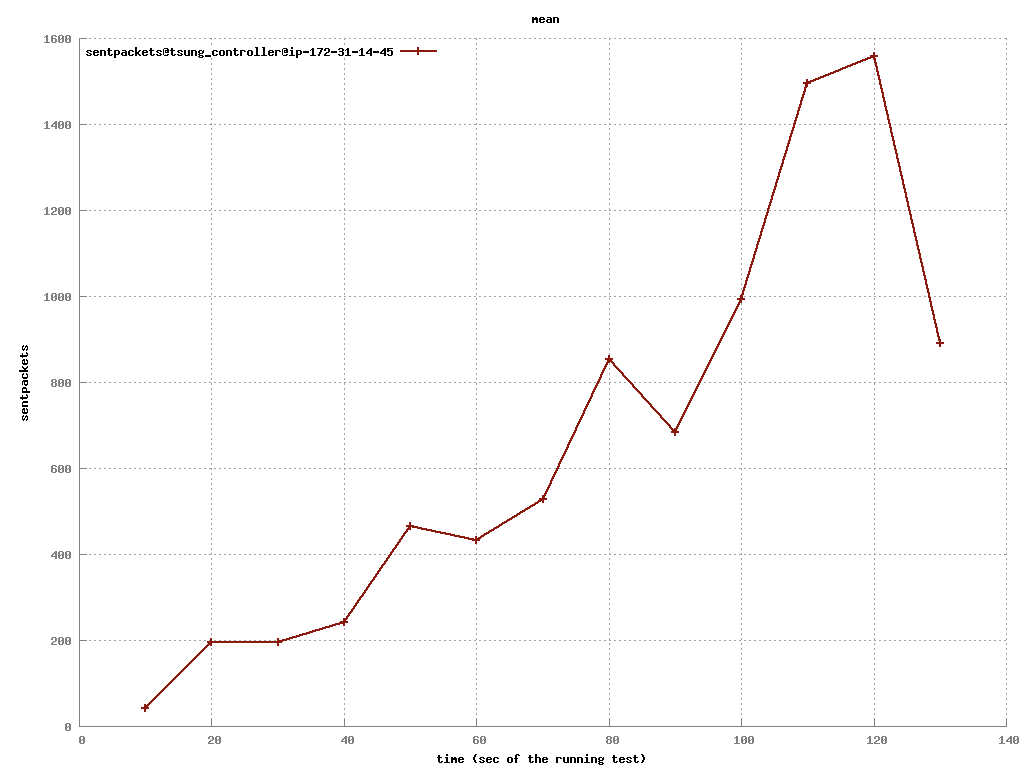 mean
1600
sentpackets@tsung_controller@ip-172-31-14-45
1400
1200
1000
800
600
400
200
0
sentpackets
0 20 40 60 80 100 120 140
time (sec of the running test)